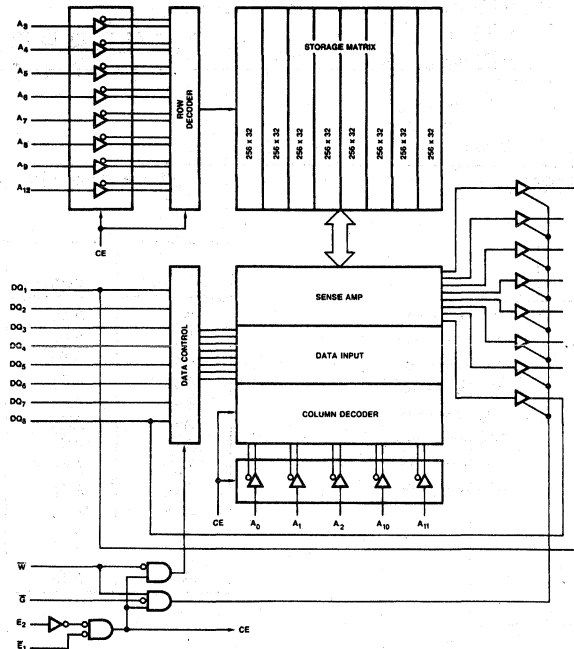 A3
A4
A5
A6
A7
A8
A9
A12
ROW DECODER
STORAGE MATRIX
256 x 32
256 x 32
256 x 32
256 x 32
256 x 32
256 x 32
256 x 32
256 x 32
CE
DQ1
DQ2
DQ3
DQ4
DQ5
DQ6
DQ7
DQ8
DATA CONTROL
SENSE AMP
DATA INPUT
COLUMN DECODER
CE
A0
A1
A2
A10
A11
W̅
G̅
E2
E̅1
CE